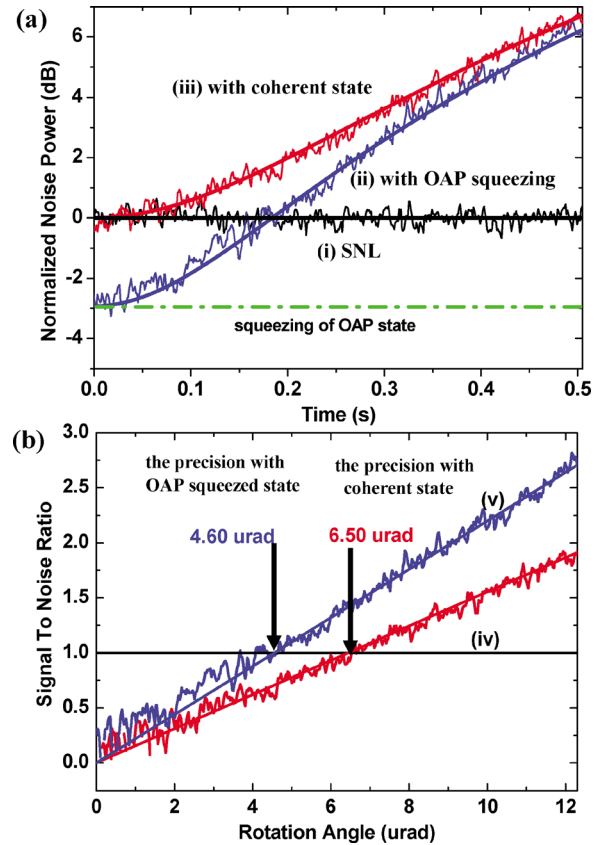 (a)
Normalized Noise Power (dB)
6
4
2
0
-2
-4
(iii) with coherent state
(ii) with OAP squeezing
(i) SNL
squeezing of OAP state
0.0 0.1 0.2 0.3 0.4 0.5
Time (s)
(b)
Signal To Noise Ratio
3.0
2.5
2.0
1.5
1.0
0.5
0.0
the precision with
OAP squeezed state
the precision with
coherent state
4.60 urad
6.50 urad
(v)
(iv)
0 2 4 6 8 10 12
Rotation Angle (urad)